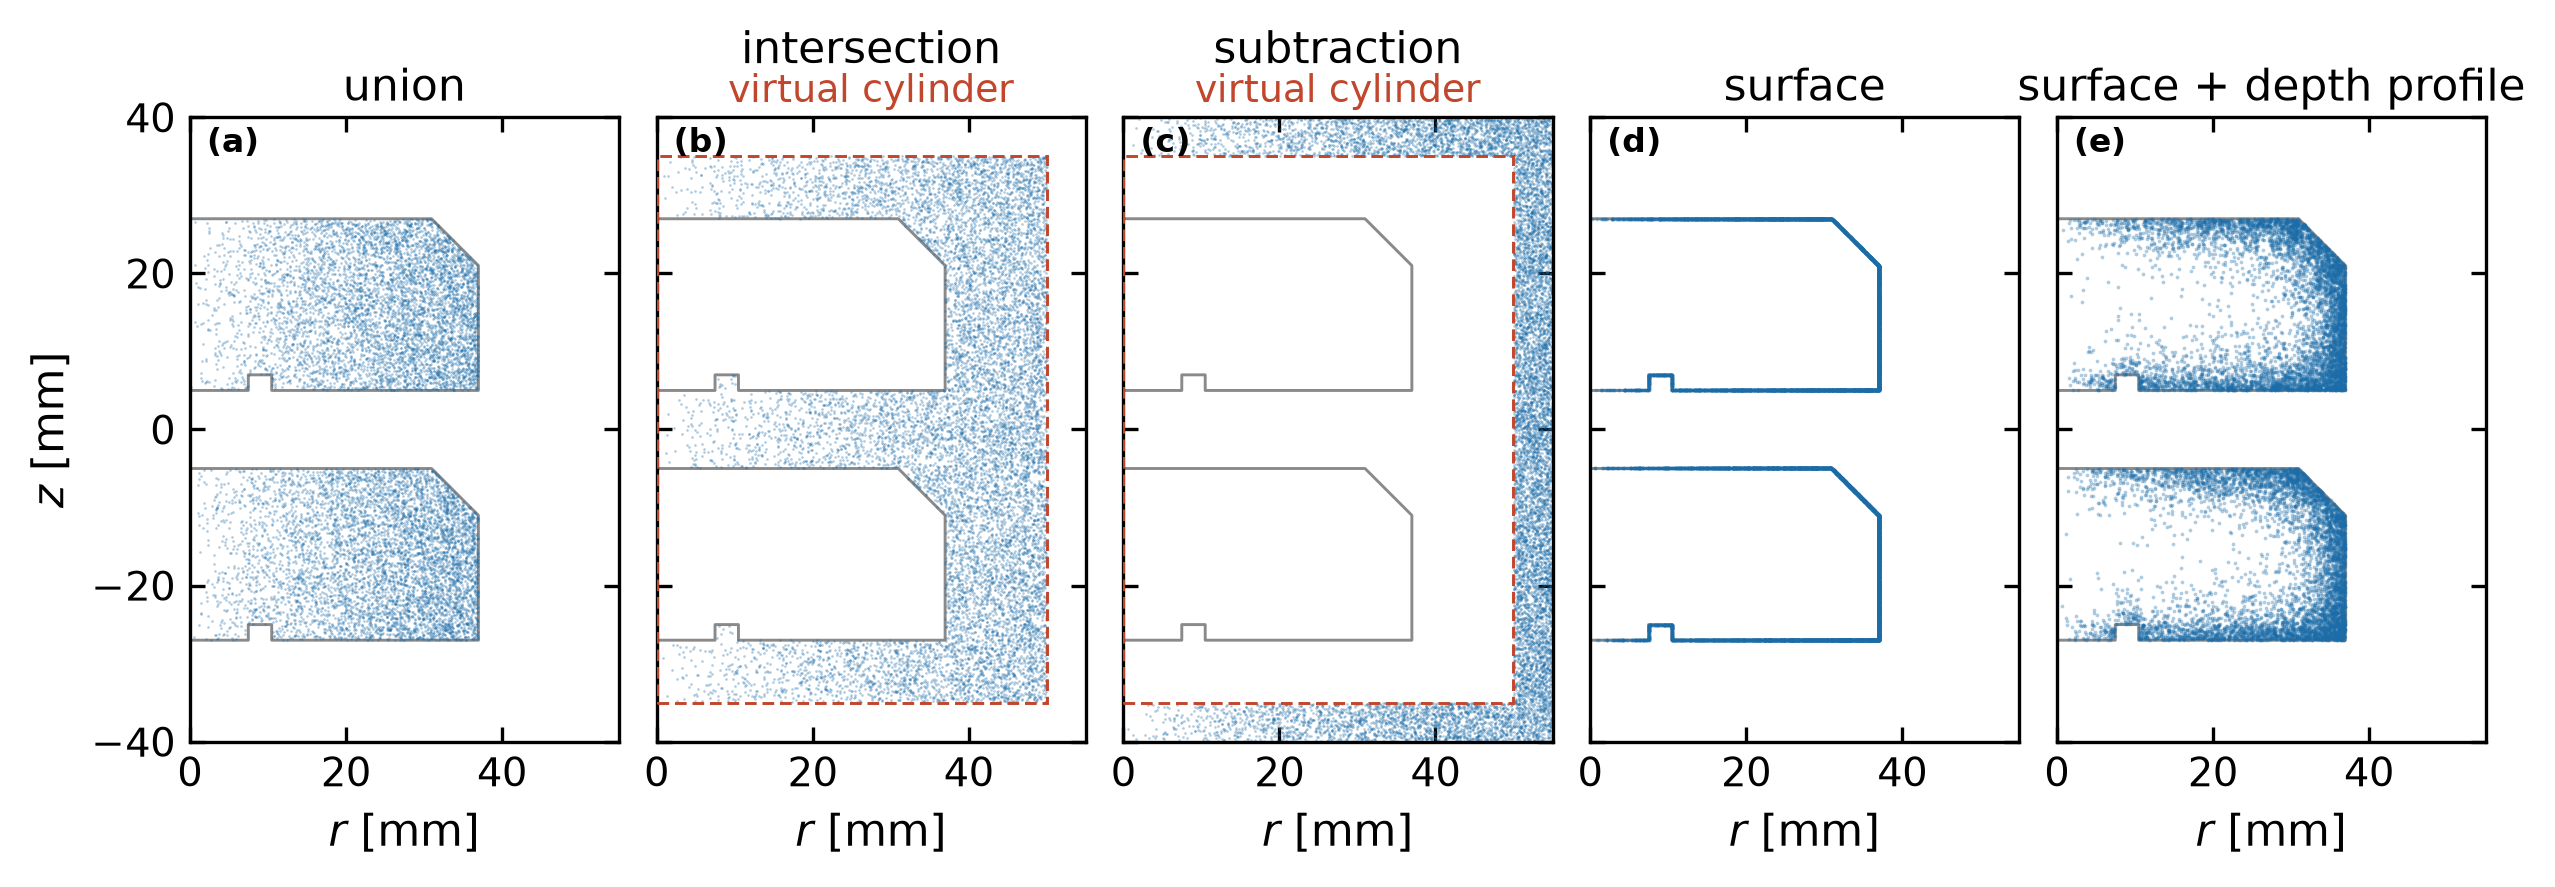 union
intersection
virtual cylinder
subtraction
virtual cylinder
surface
surface + depth profile
(a)
(b)
(c)
(d)
(e)
z [mm]
40
20
0
−20
−40
0 20 40
0 20 40
0 20 40
0 20 40
0 20 40
r [mm]
r [mm]
r [mm]
r [mm]
r [mm]